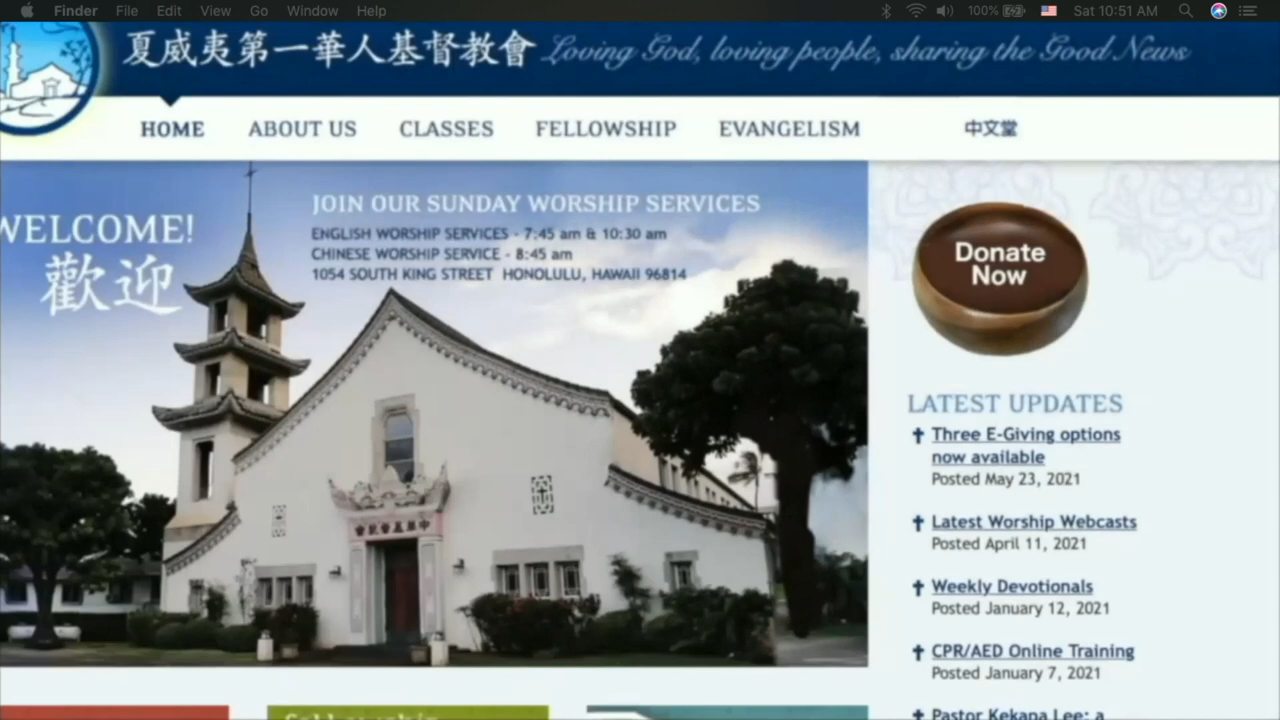 Finder File Edit View Go Window Help 100% Sat 10:51 AM
夏威夷第一華人基督教會 Loving God, loving people, sharing the Good News
HOME ABOUT US CLASSES FELLOWSHIP EVANGELISM 中文堂
WELCOME!
歡迎
JOIN OUR SUNDAY WORSHIP SERVICES
ENGLISH WORSHIP SERVICES - 7:45 am & 10:30 am
CHINESE WORSHIP SERVICE - 8:45 am
1054 SOUTH KING STREET HONOLULU, HAWAII 96814
Donate
Now
LATEST UPDATES
Three E-Giving options
now available
Posted May 23, 2021
Latest Worship Webcasts
Posted April 11, 2021
Weekly Devotionals
Posted January 12, 2021
CPR/AED Online Training
Posted January 7, 2021
Pastor Kekapa Lee: a